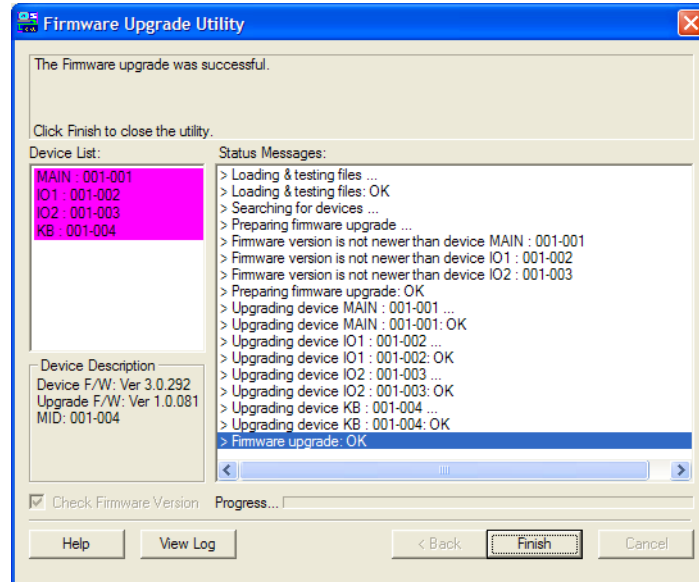 Firmware Upgrade Utility
The Firmware upgrade was successful.
Click Finish to close the utility.
Device List:
MAIN : 001-001
IO1 : 001-002
IO2 : 001-003
KB : 001-004
Device Description
Device F/W: Ver 3.0.292
Upgrade F/W: Ver 1.0.081
MID: 001-004
Status Messages:
> Loading & testing files ...
> Loading & testing files: OK
> Searching for devices ...
> Preparing firmware upgrade ...
> Firmware version is not newer than device MAIN : 001-001
> Firmware version is not newer than device IO1 : 001-002
> Firmware version is not newer than device IO2 : 001-003
> Preparing firmware upgrade: OK
> Upgrading device MAIN : 001-001 ...
> Upgrading device MAIN : 001-001: OK
> Upgrading device IO1 : 001-002 ...
> Upgrading device IO1 : 001-002: OK
> Upgrading device IO2 : 001-003 ...
> Upgrading device IO2 : 001-003: OK
> Upgrading device KB : 001-004 ...
> Upgrading device KB : 001-004: OK
> Firmware upgrade: OK
Check Firmware Version
Progress...
Help
View Log
< Back
Finish
Cancel